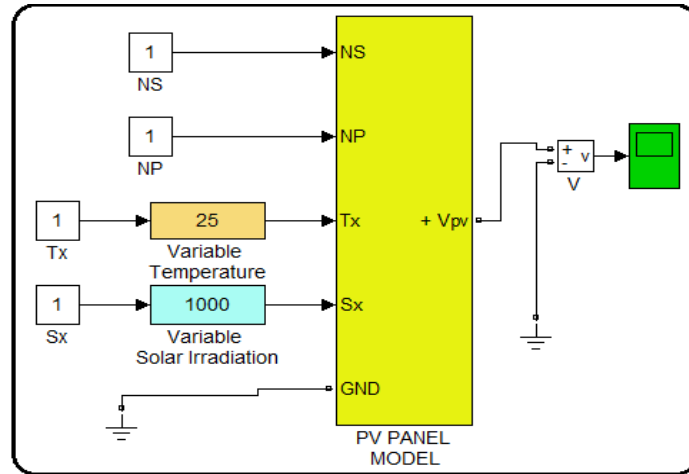 1
NS
NS
1
NP
NP
1
Tx
25
Variable
Temperature
Tx
+ Vpv
+
-
v
V
1
Sx
1000
Variable
Solar Irradiation
Sx
GND
PV PANEL
MODEL